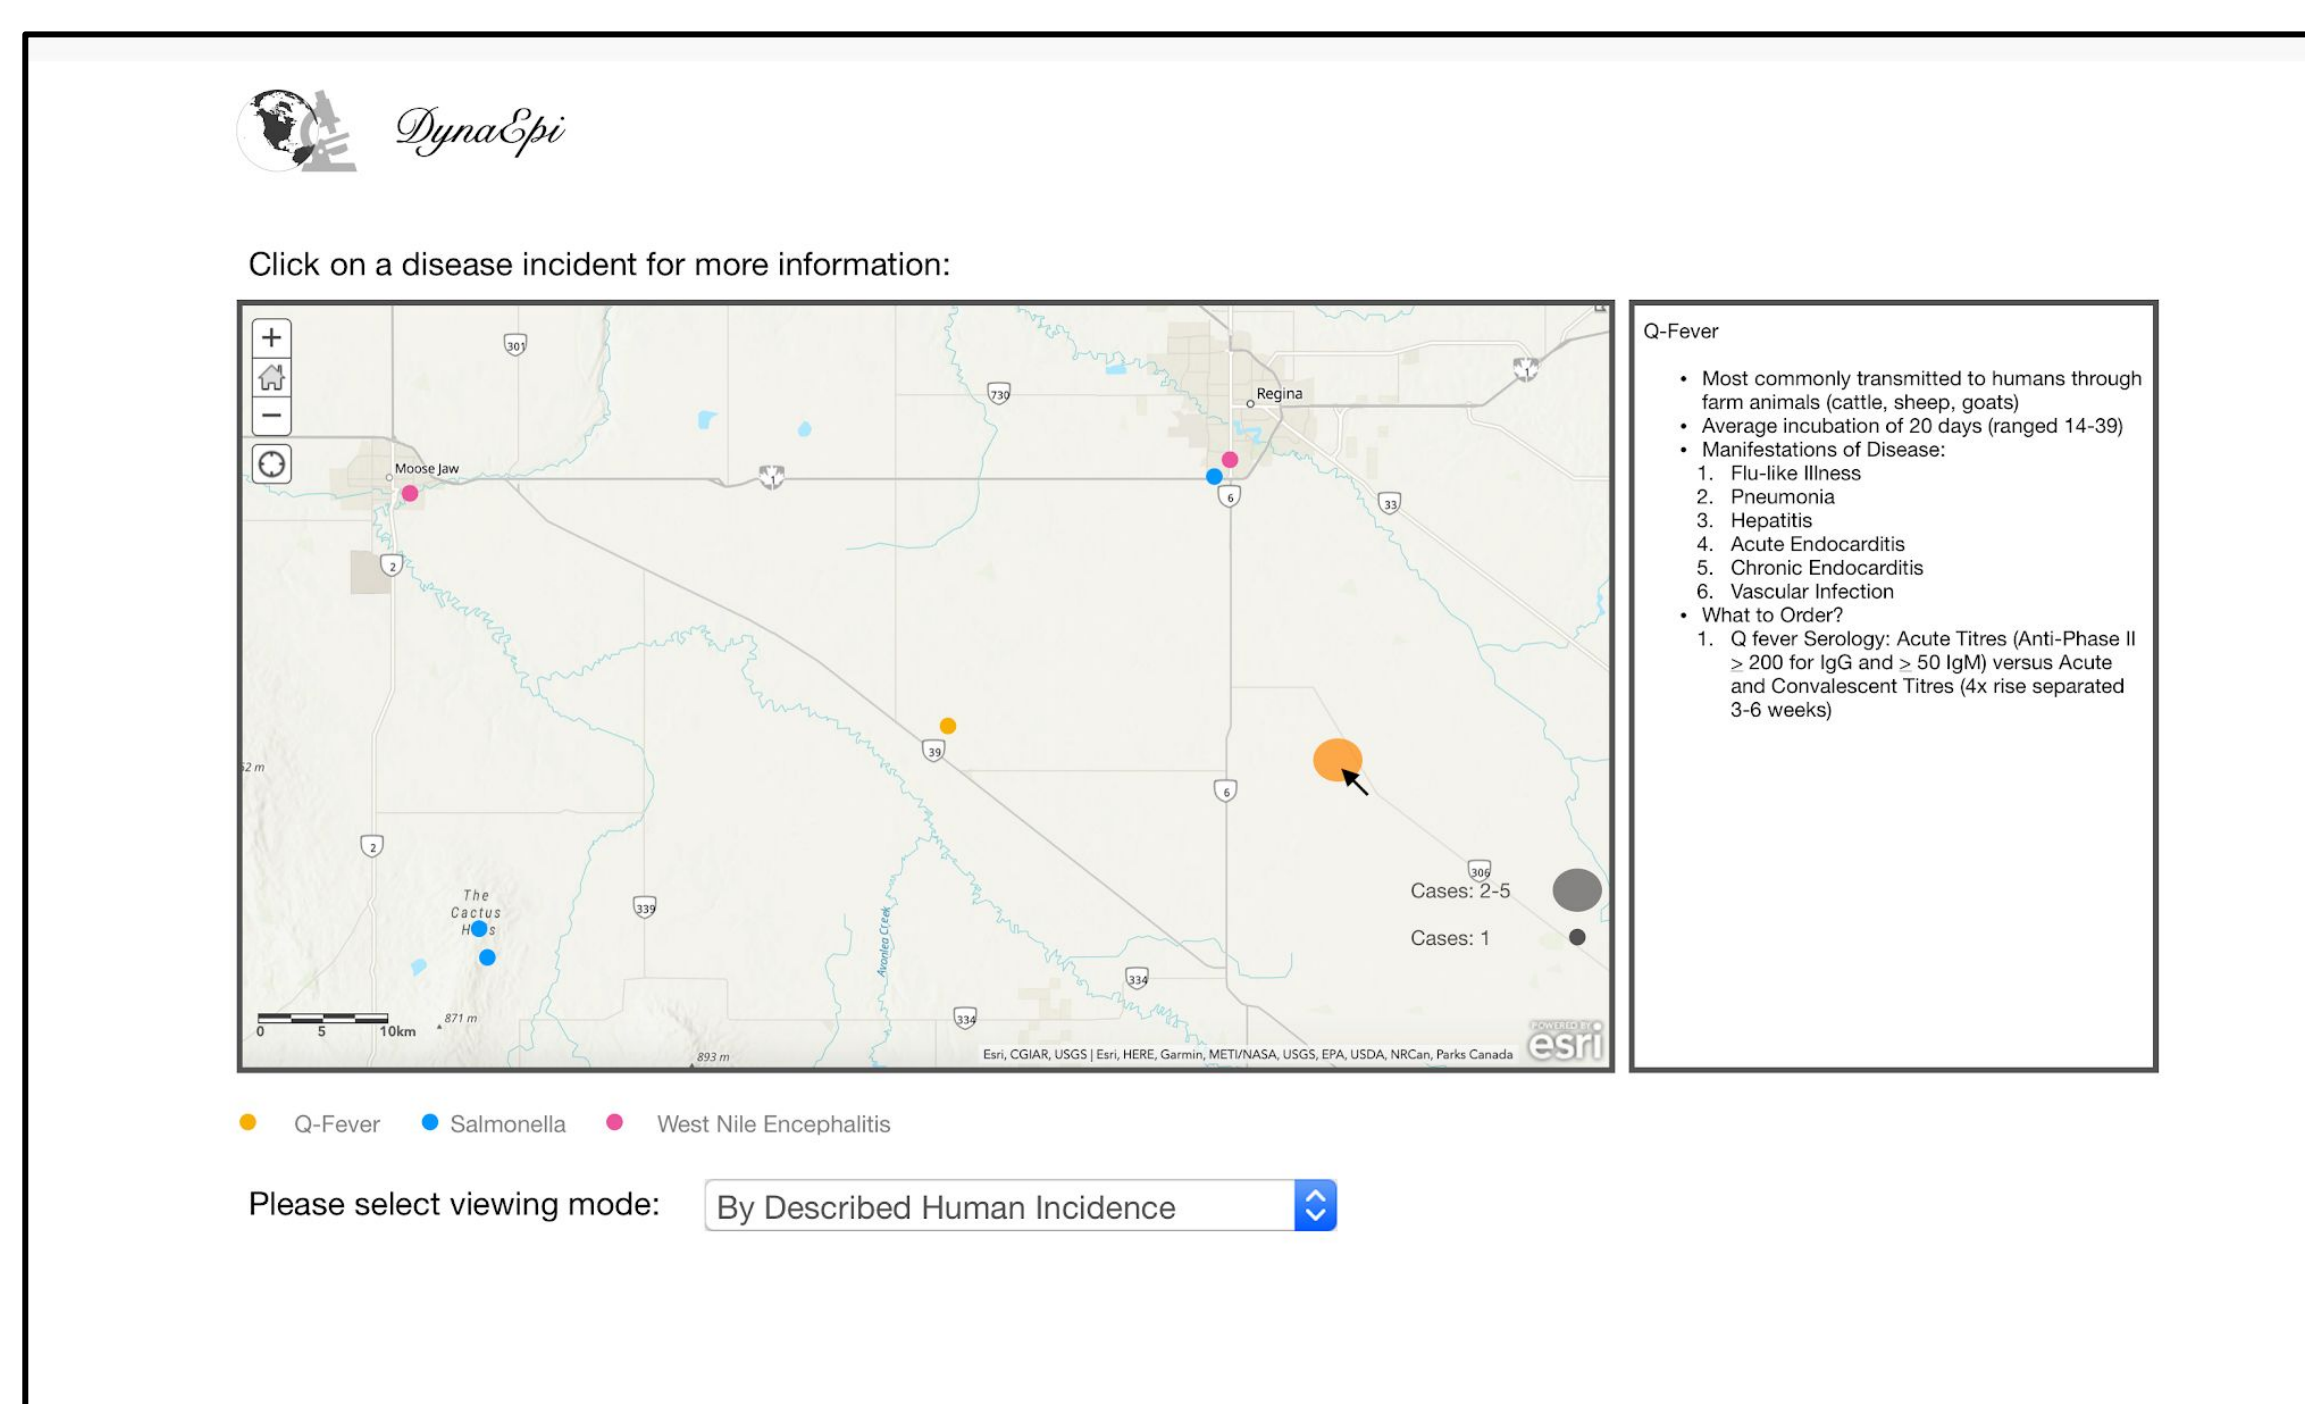 DynaEpi
Click on a disease incident for more information:
+
−
301
730
1
Regina
Moose Jaw
1
6
33
2
39
6
52 m
2
306
Cases: 2-5
The
Cactus
339
Avonlea Creek
Cases: 1
334
334
871 m
0 5 10km
893 m
Esri, CGIAR, USGS | Esri, HERE, Garmin, METI/NASA, USGS, EPA, USDA, NRCan, Parks Canada
POWERED BY
esri
Q-Fever
• Most commonly transmitted to humans through
farm animals (cattle, sheep, goats)
• Average incubation of 20 days (ranged 14-39)
• Manifestations of Disease:
1. Flu-like Illness
2. Pneumonia
3. Hepatitis
4. Acute Endocarditis
5. Chronic Endocarditis
6. Vascular Infection
• What to Order?
1. Q fever Serology: Acute Titres (Anti-Phase II
≥ 200 for IgG and ≥ 50 IgM) versus Acute
and Convalescent Titres (4x rise separated
3-6 weeks)
Q-Fever Salmonella West Nile Encephalitis
Please select viewing mode: By Described Human Incidence